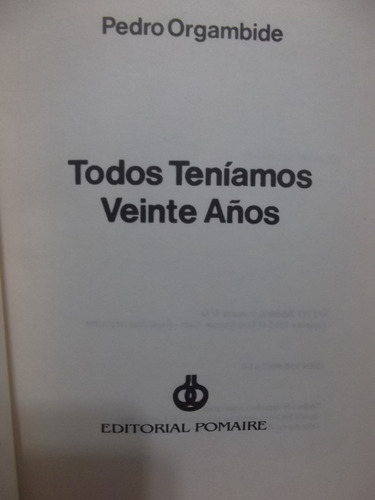 Pedro Orgambide
Todos Teníamos
Veinte Años
EDITORIAL POMAIRE